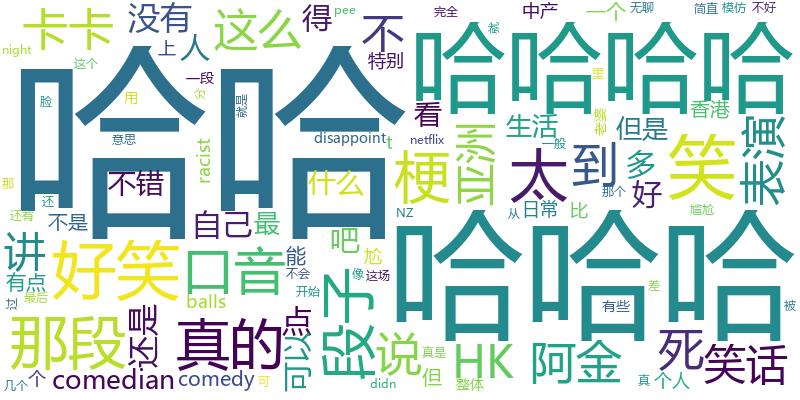 卡卡
没有
这么
得
pee
完全
中产
一个
无聊
简直
模仿
不好
night
这个
上
人
不
特别
就
哈哈
哈哈哈哈
脸
用
一段
分
就是
看
香港
那
还
意思
racist
disappoint
t
netflix
亚洲
生活
老婆
但是
表演
不错
什么
梗
太
一般
到
多
笑
好
那个
还有
不是
自己
最
NZ
从
日常
比
尴尬
讲
有点
好笑
口音
能
不会
吧
尬
像
这场
哈哈哈
差
最后
balls
开始
段子
有些
被
那段
还是
真的
点
可以
说
真是
但
HK
阿金
死
笑话
几个
个
comedian
comedy
可
didn
整体
真
个人